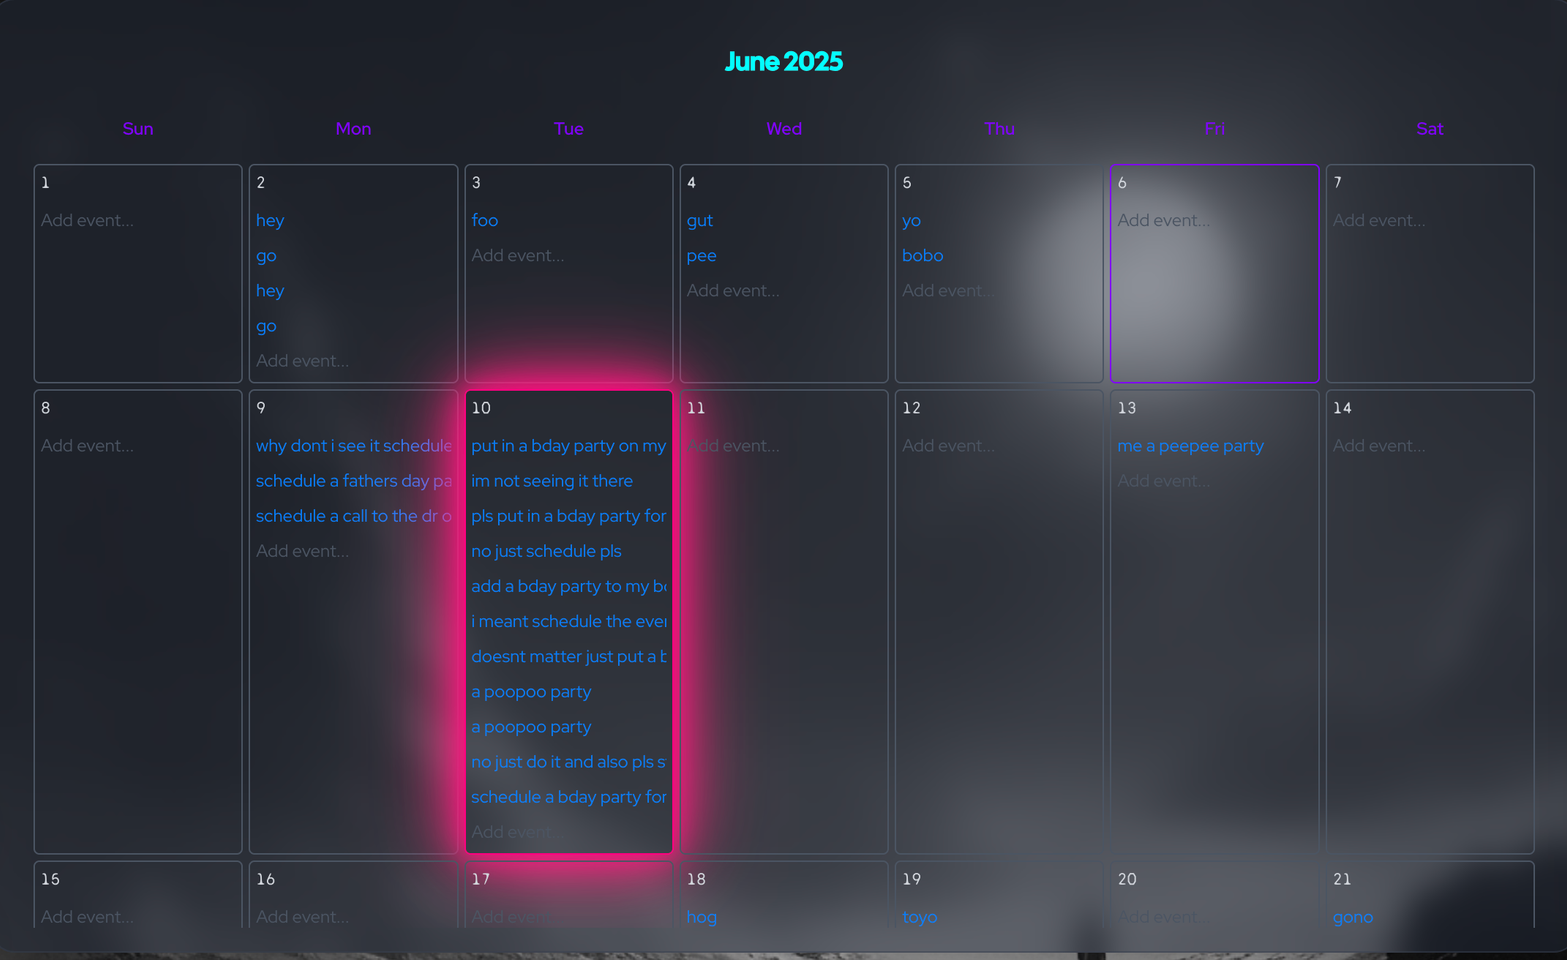 June 2025
Sun Mon Tue Wed Thu Fri Sat
1
Add event...
2
hey
go
hey
go
Add event...
3
foo
Add event...
4
gut
pee
Add event...
5
yo
bobo
Add event...
6
Add event...
7
Add event...
8
Add event...
9
why dont i see it schedule
schedule a fathers day pa
schedule a call to the dr o
Add event...
10
put in a bday party on my
im not seeing it there
pls put in a bday party for
no just schedule pls
add a bday party to my bo
i meant schedule the ever
doesnt matter just put a b
a poopoo party
a poopoo party
no just do it and also pls s
schedule a bday party for
Add event...
11
Add event...
12
Add event...
13
me a peepee party
Add event...
14
Add event...
15
Add event...
16
Add event...
17
Add event...
18
hog
19
toyo
20
Add event...
21
gono